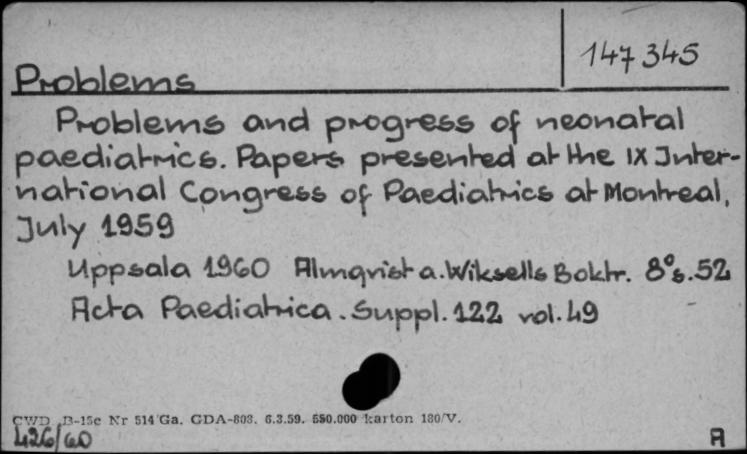 147345
Problems
Problems and progress of neonatal
paediatrics. Papers presented at the IX Inter-
national Congress of Paediatrics at Montreal,
July 1959
Uppsala 1960 Almqvist a. Wiksells Boktr. 8° s. 52
Acta Paediatrica. Suppl. 122 vol. 49
CWD B-15c Nr 514 Ga. GDA-803. 6.3.59. 550.000 karton 180/V.
426/60
A